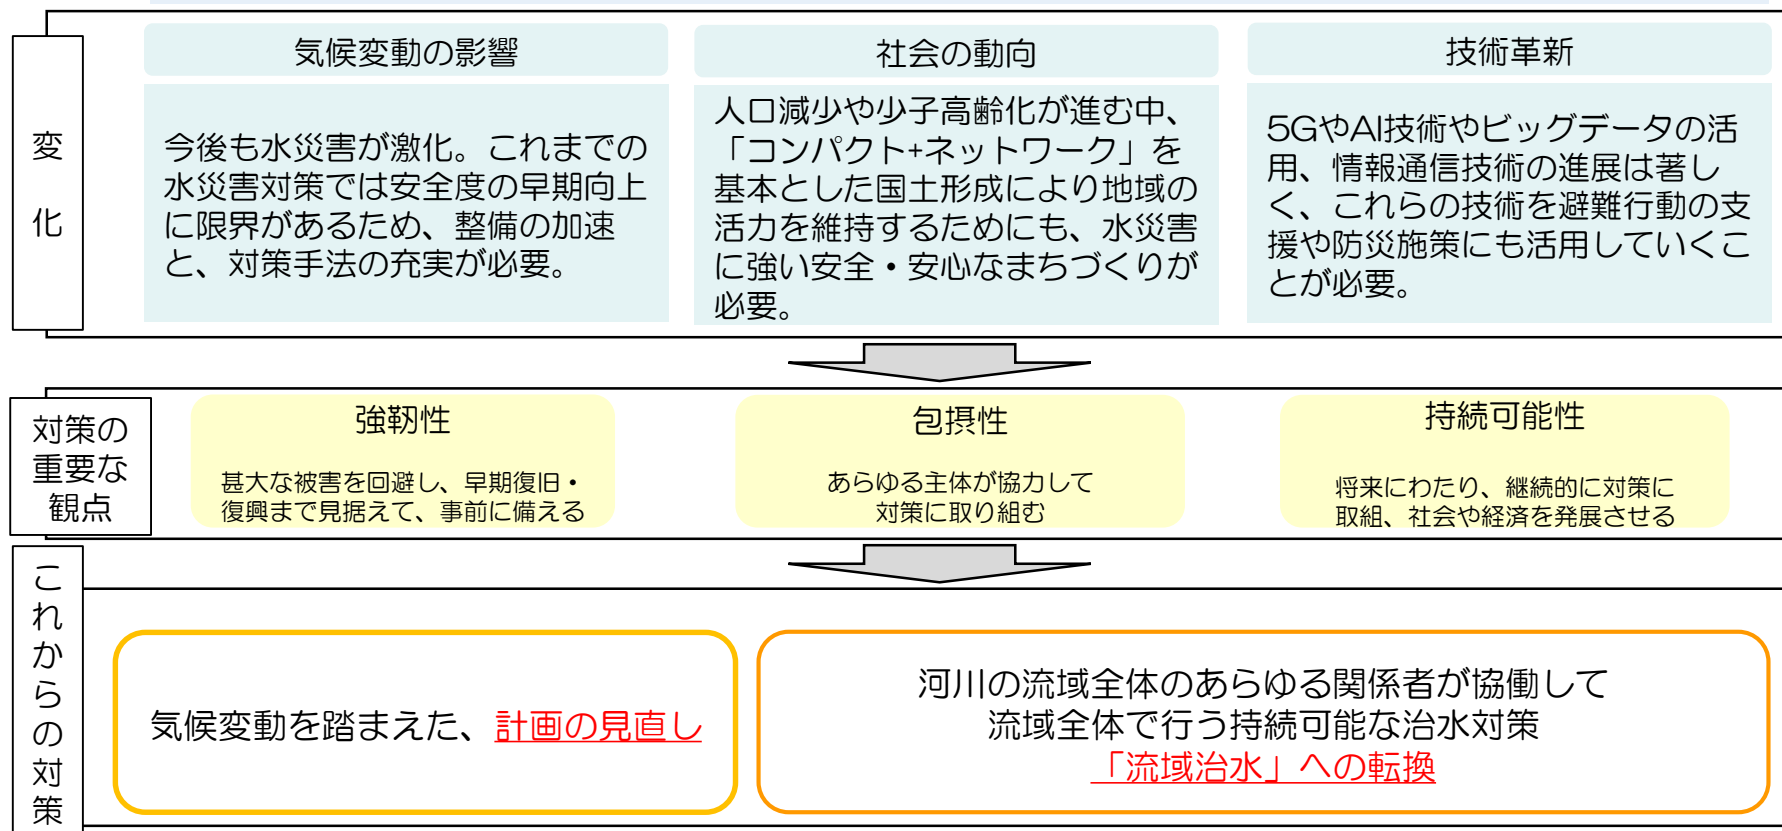 変
化
気候変動の影響
今後も水災害が激化。これまでの
水災害対策では安全度の早期向上
に限界があるため、整備の加速
と、対策手法の充実が必要。
社会の動向
人口減少や少子高齢化が進む中、
「コンパクト+ネットワーク」を
基本とした国土形成により地域の
活力を維持するためにも、水災害
に強い安全・安心なまちづくりが
必要。
技術革新
5GやAI技術やビッグデータの活
用、情報通信技術の進展は著し
く、これらの技術を避難行動の支
援や防災施策にも活用していくこ
とが必要。
対策の
重要な
観点
強靱性
甚大な被害を回避し、早期復旧・
復興まで見据えて、事前に備える
包摂性
あらゆる主体が協力して
対策に取り組む
持続可能性
将来にわたり、継続的に対策に
取組、社会や経済を発展させる
これからの対策
気候変動を踏まえた、計画の見直し
河川の流域全体のあらゆる関係者が協働して
流域全体で行う持続可能な治水対策
「流域治水」への転換